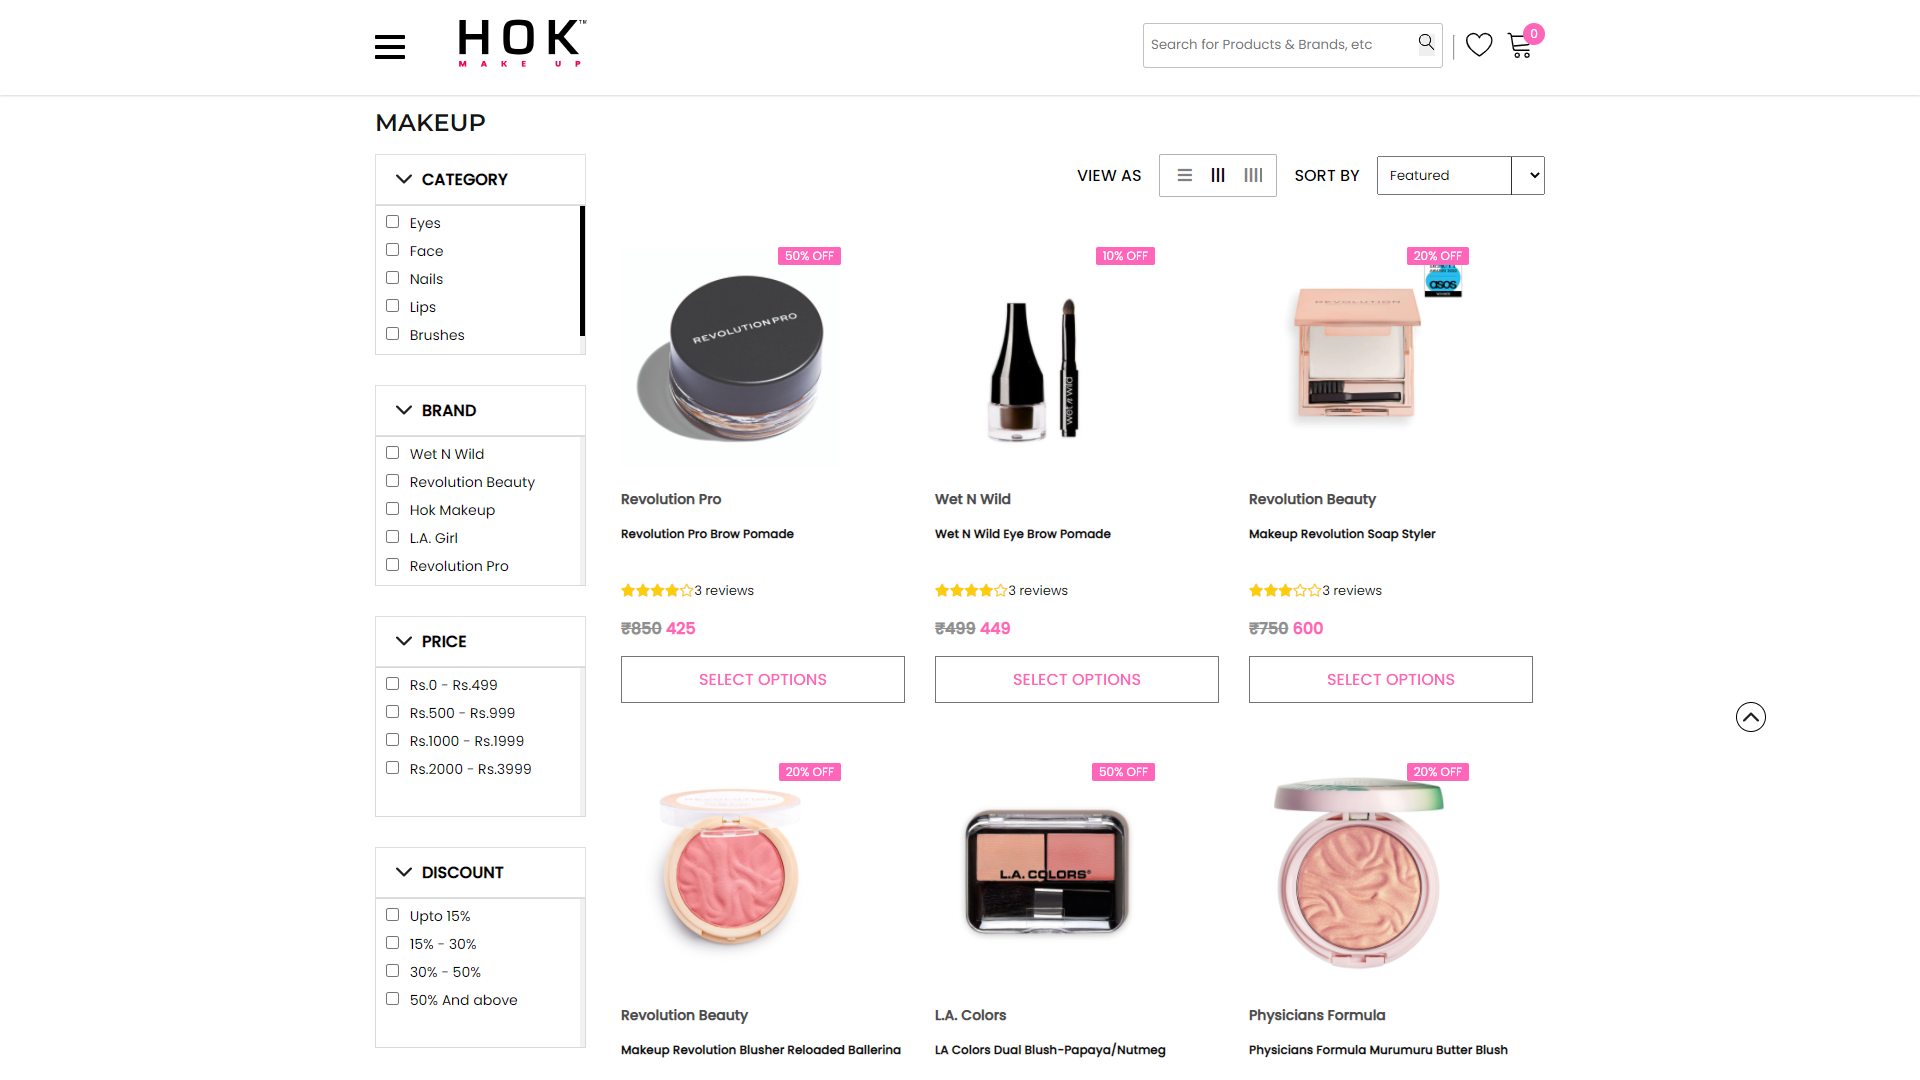 HOK™
MAKE UP
Search for Products & Brands, etc
0
MAKEUP
CATEGORY
Eyes
Face
Nails
Lips
Brushes
BRAND
Wet N Wild
Revolution Beauty
Hok Makeup
L.A. Girl
Revolution Pro
PRICE
Rs.0 - Rs.499
Rs.500 - Rs.999
Rs.1000 - Rs.1999
Rs.2000 - Rs.3999
DISCOUNT
Upto 15%
15% - 30%
30% - 50%
50% And above
VIEW AS
SORT BY
Featured
50% OFF
REVOLUTION PRO
Revolution Pro
Revolution Pro Brow Pomade
3 reviews
₹850 425
SELECT OPTIONS
10% OFF
wet n wild
Wet N Wild
Wet N Wild Eye Brow Pomade
3 reviews
₹499 449
SELECT OPTIONS
20% OFF
asos
REVOLUTION
Revolution Beauty
Makeup Revolution Soap Styler
3 reviews
₹750 600
SELECT OPTIONS
20% OFF
REVOLUTION
Revolution Beauty
Makeup Revolution Blusher Reloaded Ballerina
50% OFF
L.A. COLORS®
L.A. Colors
LA Colors Dual Blush-Papaya/Nutmeg
20% OFF
Physicians Formula
Physicians Formula Murumuru Butter Blush